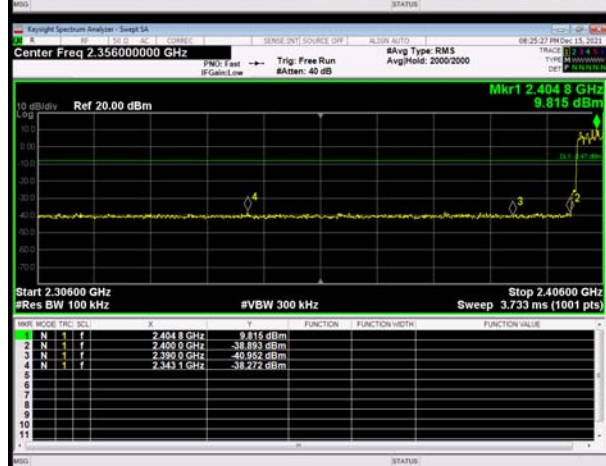 MSG STATUS
Keysight Spectrum Analyzer - Swept SA
R RF 50 Ω AC CORREC SENSE:INT SOURCE OFF ALIGN AUTO 08:25:27 PM Dec 15, 2021
Center Freq 2.356000000 GHz #Avg Type: RMS TRACE 1 2 3 4 5
PNO: Fast Trig: Free Run Avg|Hold: 2000/2000 TYPE M
IFGain:Low #Atten: 40 dB DET P N N N N N
Mkr1 2.404 8 GHz
10 dB/div Ref 20.00 dBm 9.815 dBm
Log
10.0
0.00
-10.0
-20.0
-30.0
-40.0
-50.0
-60.0
-70.0
4
3
2
Start 2.30600 GHz Stop 2.40600 GHz
#Res BW 100 kHz #VBW 300 kHz Sweep 3.733 ms (1001 pts)
MKR MODE TRC SCL X Y FUNCTION FUNCTION WIDTH FUNCTION VALUE
1 N 1 f 2.404 8 GHz 9.815 dBm
2 N 1 f 2.400 0 GHz -38.893 dBm
3 N 1 f 2.390 0 GHz -40.952 dBm
4 N 1 f 2.343 1 GHz -38.272 dBm
5
6
7
8
9
10
11
MSG STATUS